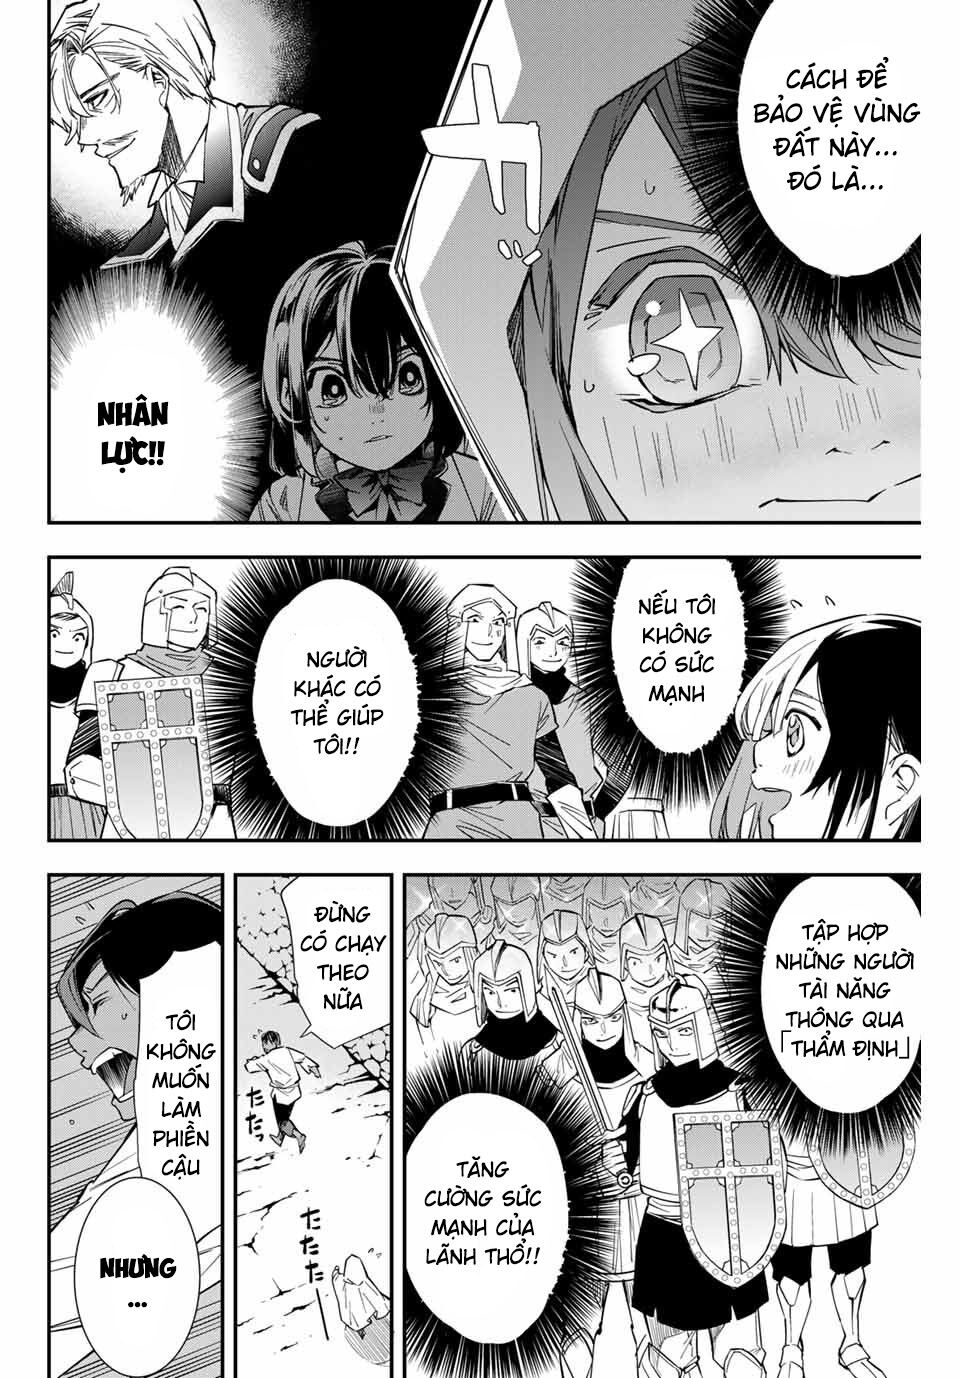 CÁCH ĐỂ
BẢO VỆ VÙNG
ĐẤT NÀY...
ĐÓ LÀ...
NHÂN
LỰC!!
NẾU TÔI
KHÔNG
CÓ SỨC
MẠNH
NGƯỜI
KHÁC CÓ
THỂ GIÚP
TÔI!!
TẬP HỢP
NHỮNG NGƯỜI
TÀI NĂNG
THÔNG QUA
「THẨM ĐỊNH」
TĂNG
CƯỜNG SỨC
MẠNH CỦA
LÃNH THỔ!!
ĐỪNG
CÓ CHẠY
THEO
NỮA
たたたっ
たたたた
TÔI
KHÔNG
MUỐN
LÀM
PHIỀN
CẬU
NHƯNG
...